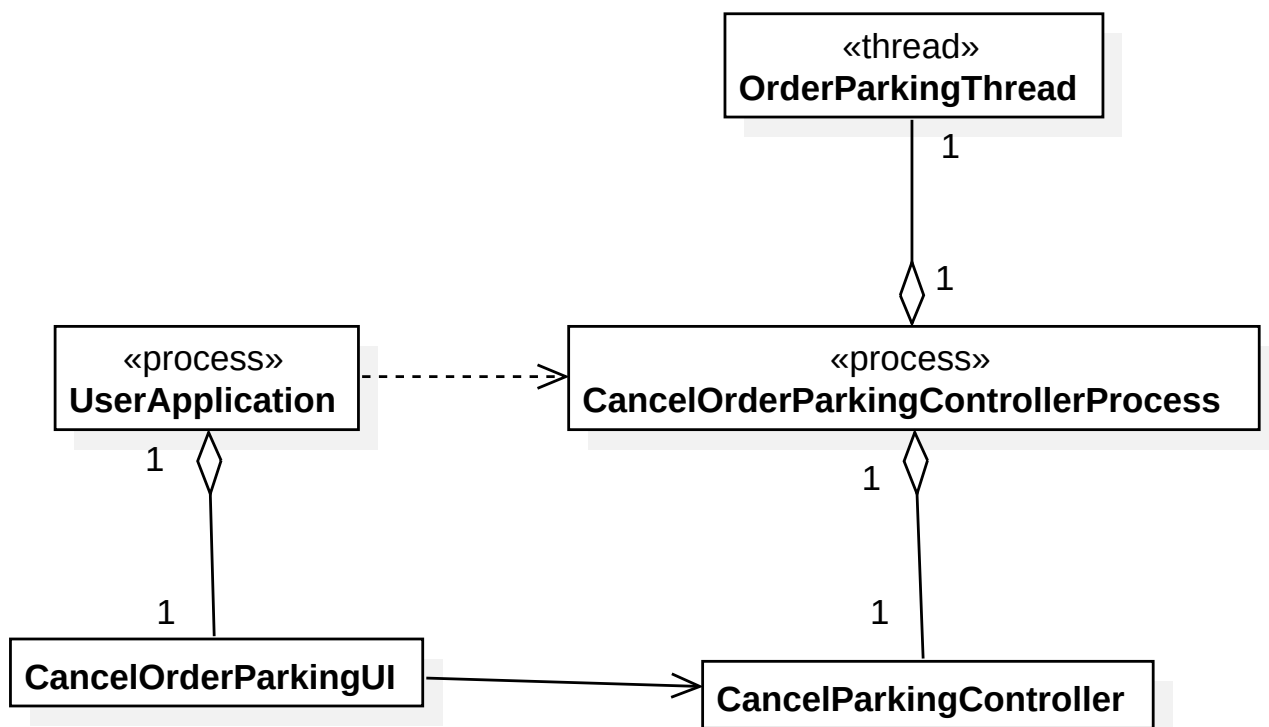 «thread»
OrderParkingThread
1
1
«process»
UserApplication
«process»
CancelOrderParkingControllerProcess
1
1
1
1
CancelOrderParkingUI
CancelParkingController